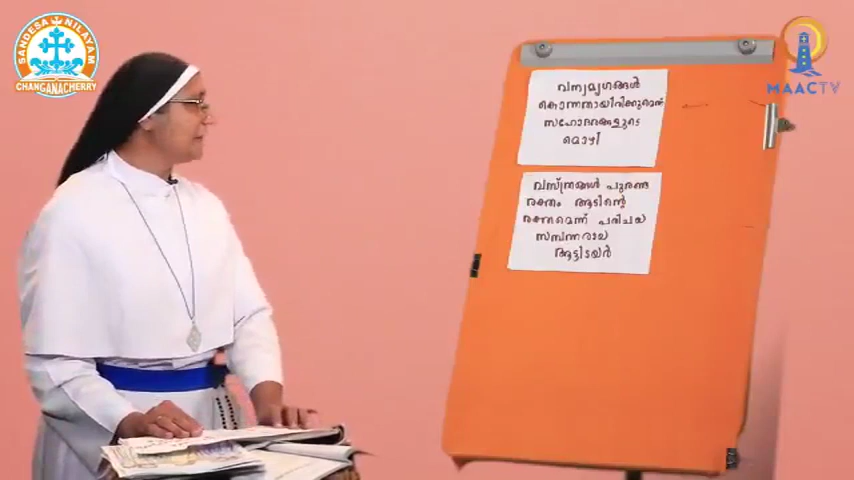 SANDESA NILAYAM
CHANGANACHERRY
MAACTV
വന്യമൃഗങ്ങൾ
കൊന്നതായിരിക്കുമെന്ന
സഹോദരങ്ങളുടെ
മൊഴി
വസ്ത്രങ്ങൾ പുരണ്ട
രക്തം ആടിന്റെ
രക്തമെന്ന് പരിചയ
സമ്പന്നരായ
ആട്ടിടയർ